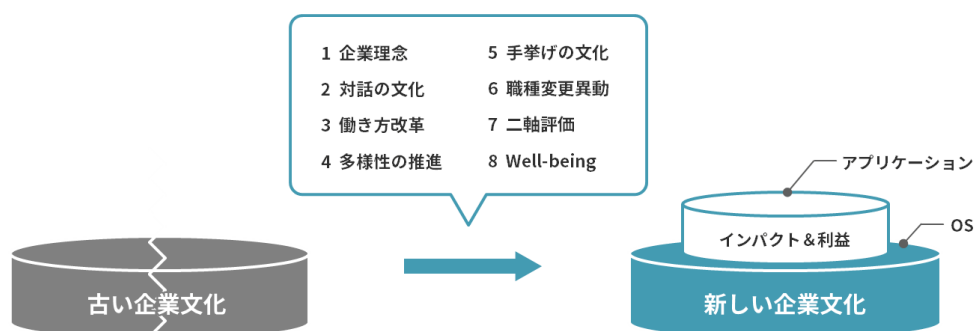 1 企業理念
2 対話の文化
3 働き方改革
4 多様性の推進
5 手挙げの文化
6 職種変更異動
7 二軸評価
8 Well-being
古い企業文化
アプリケーション
OS
インパクト＆利益
新しい企業文化